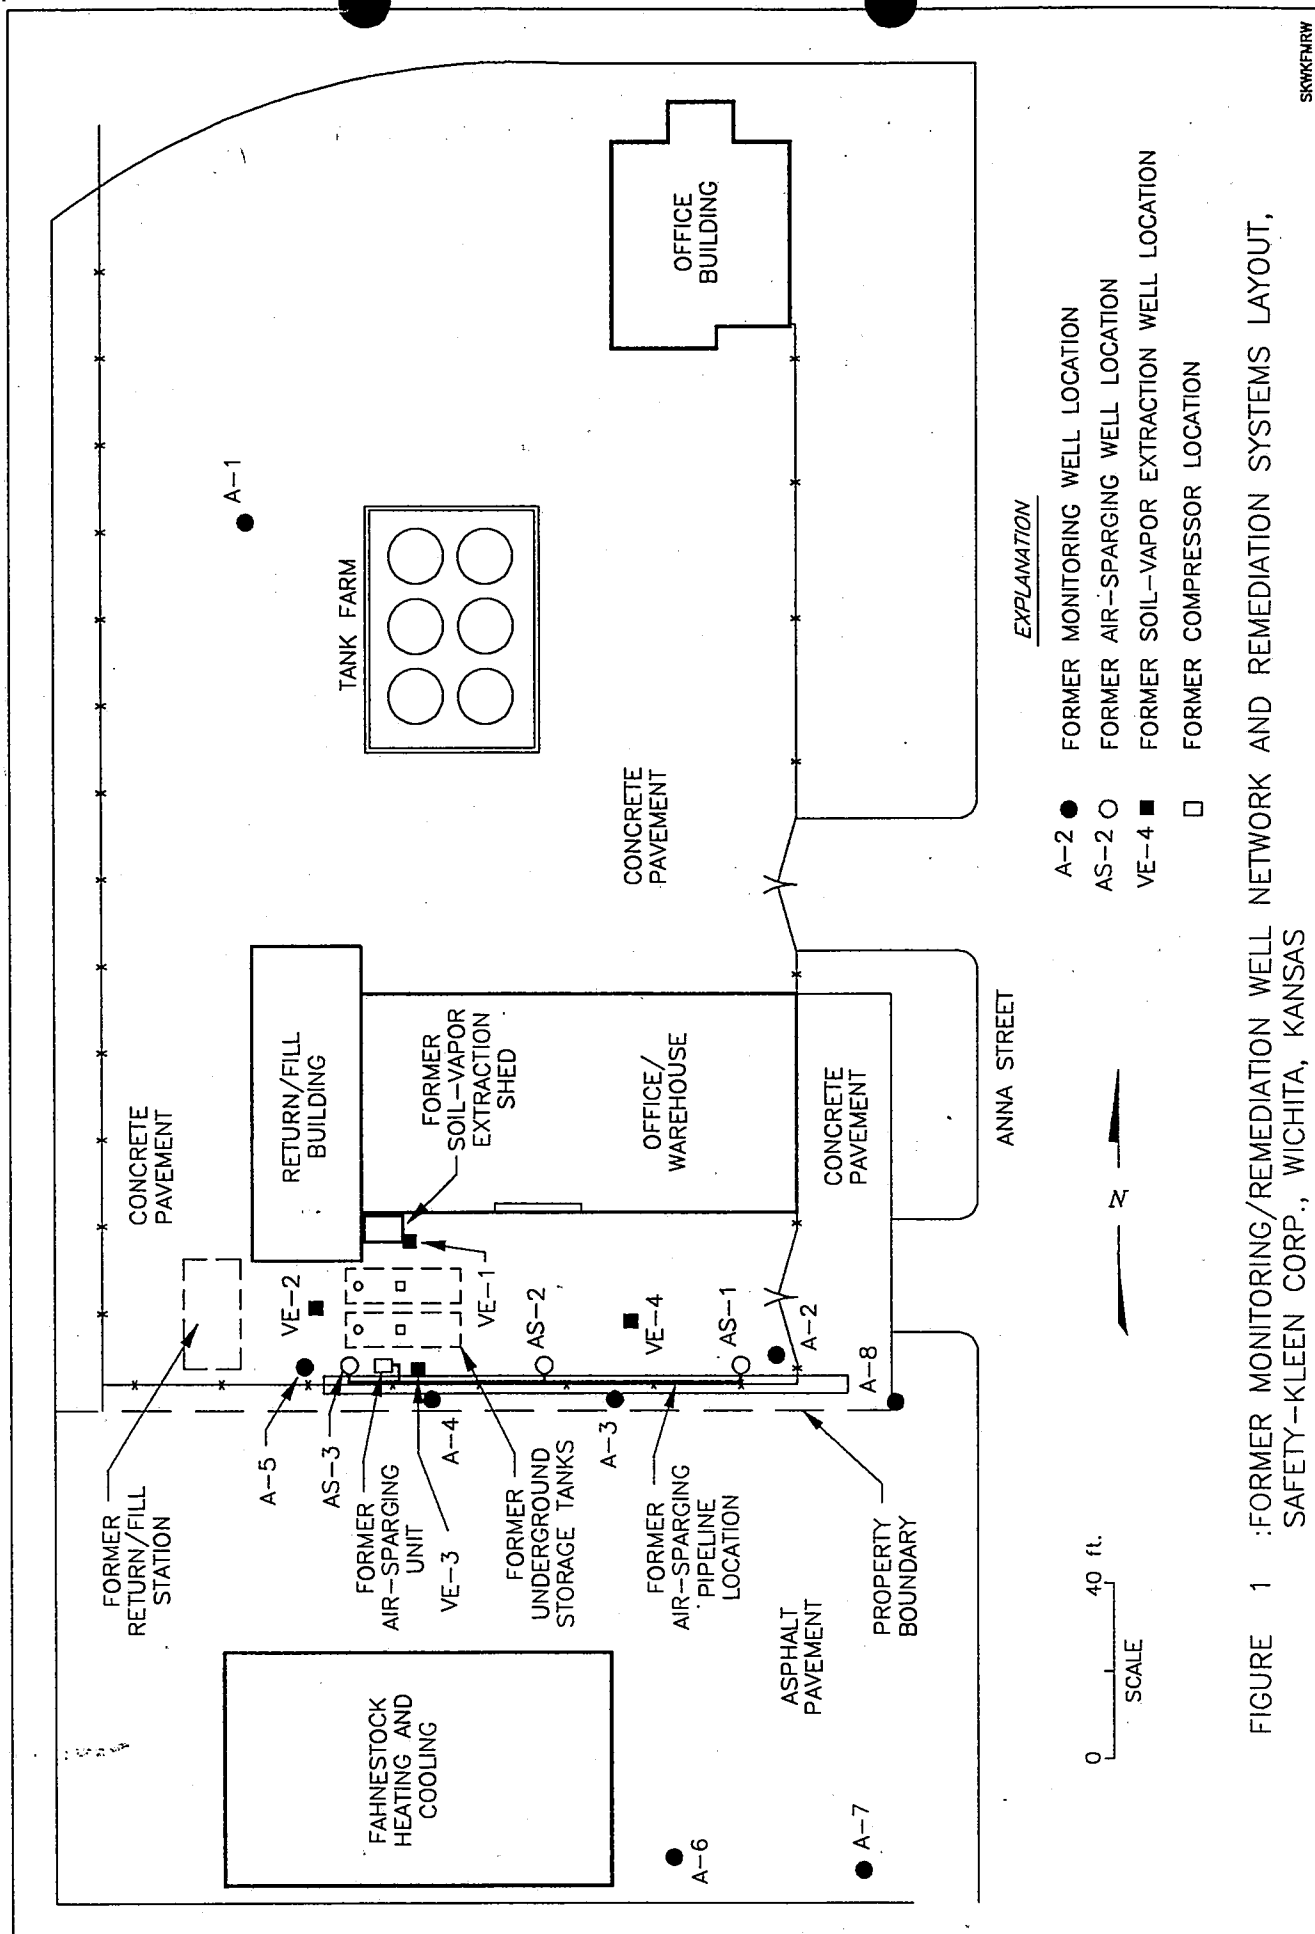 FORMER
RETURN/FILL
STATION
CONCRETE
PAVEMENT
A-1
A-5
VE-2
RETURN/FILL
BUILDING
TANK FARM
AS-3
FORMER
AIR-SPARGING
UNIT
VE-3
A-4
VE-1
FORMER
SOIL-VAPOR
EXTRACTION
SHED
FAHNESTOCK
HEATING AND
COOLING
FORMER
UNDERGROUND
STORAGE TANKS
AS-2
A-3
VE-4
OFFICE/
WAREHOUSE
CONCRETE
PAVEMENT
OFFICE
BUILDING
FORMER
AIR-SPARGING
PIPELINE
LOCATION
AS-1
A-2
A-6
ASPHALT
PAVEMENT
CONCRETE
PAVEMENT
A-7
PROPERTY
BOUNDARY
A-8
ANNA STREET
N
0 40 ft.
SCALE
EXPLANATION
A-2 FORMER MONITORING WELL LOCATION
AS-2 FORMER AIR-SPARGING WELL LOCATION
VE-4 FORMER SOIL-VAPOR EXTRACTION WELL LOCATION
FORMER COMPRESSOR LOCATION
FIGURE 1 :FORMER MONITORING/REMEDIATION WELL NETWORK AND REMEDIATION SYSTEMS LAYOUT,
SAFETY-KLEEN CORP., WICHITA, KANSAS
SKWKFMRW